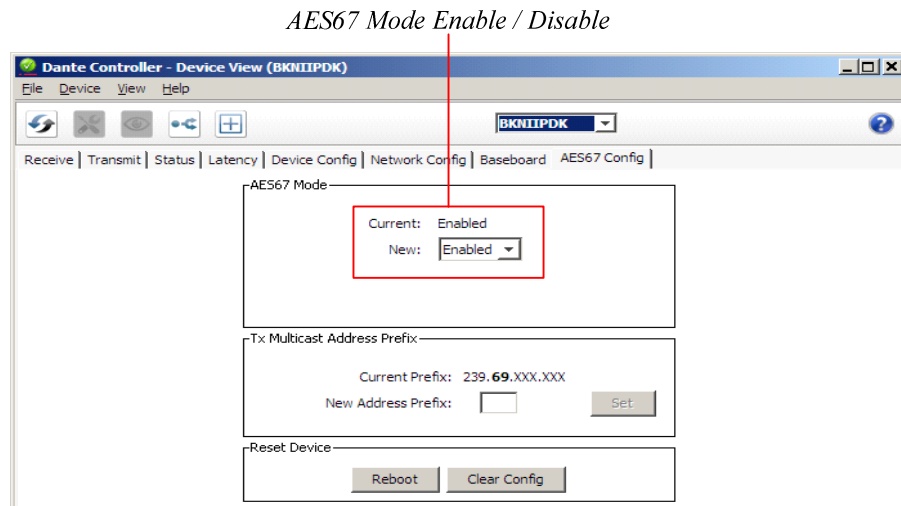 AES67 Mode Enable / Disable
Dante Controller - Device View (BKNIIPDK)
File Device View Help
BKNIIPDK
Receive Transmit Status Latency Device Config Network Config Baseboard AES67 Config
AES67 Mode
Current: Enabled
New: Enabled
Tx Multicast Address Prefix
Current Prefix: 239.69.XXX.XXX
New Address Prefix: Set
Reset Device
Reboot Clear Config